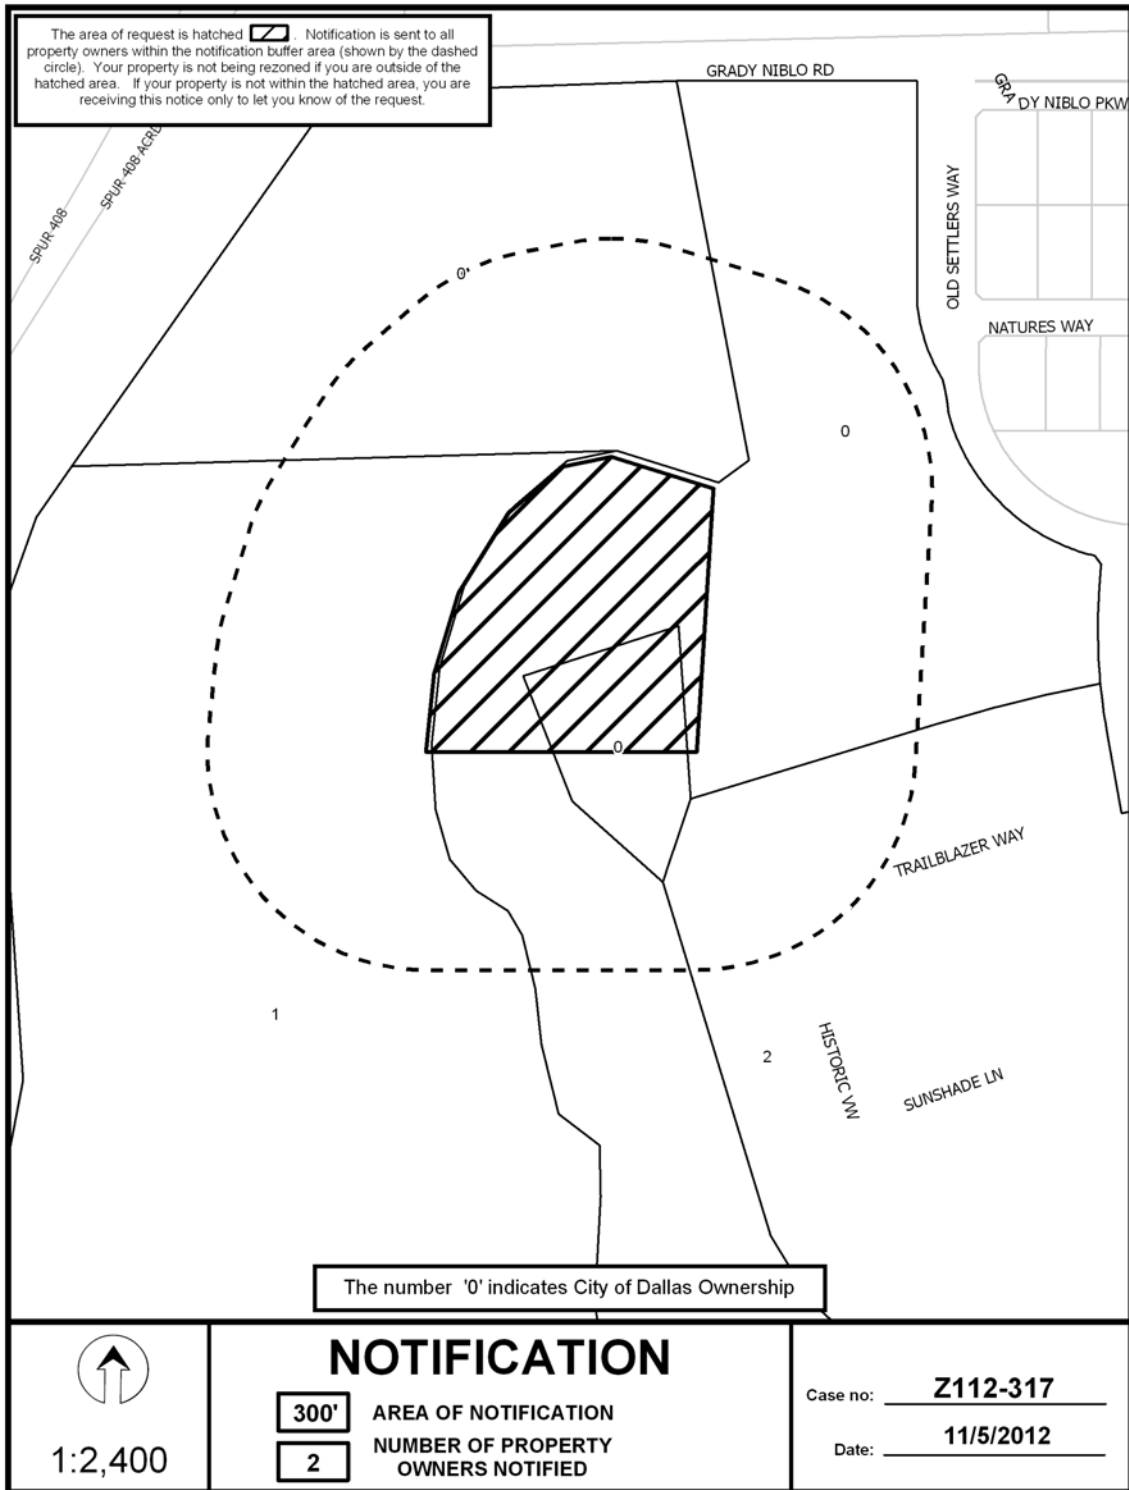 The area of request is hatched . Notification is sent to all
property owners within the notification buffer area (shown by the dashed
circle). Your property is not being rezoned if you are outside of the
hatched area. If your property is not within the hatched area, you are
receiving this notice only to let you know of the request.
GRADY NIBLO RD
GRA
DY NIBLO PKW
SPUR 408 ACRD
SPUR 408
OLD SETTLERS WAY
0
NATURES WAY
0
0
TRAILBLAZER WAY
1
2
HISTORIC VW
SUNSHADE LN
The number '0' indicates City of Dallas Ownership
1:2,400
NOTIFICATION
300' AREA OF NOTIFICATION
2 NUMBER OF PROPERTY
OWNERS NOTIFIED
Case no: Z112-317
Date: 11/5/2012